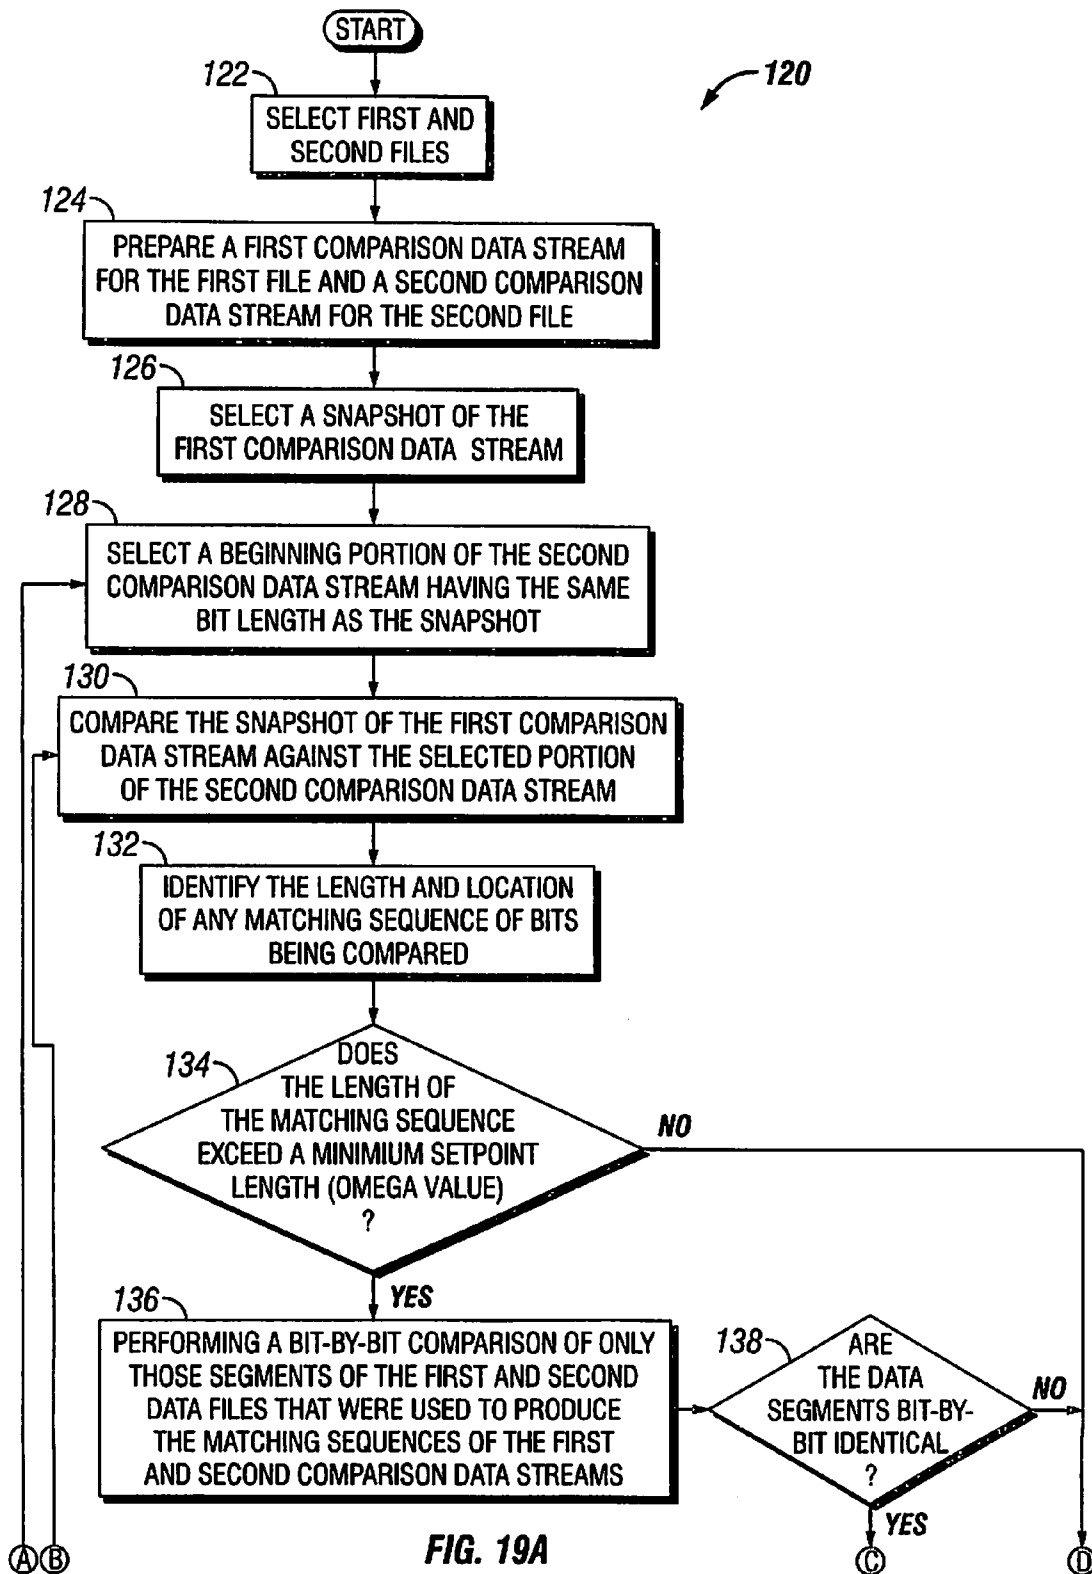 START
120
122
SELECT FIRST AND
SECOND FILES
124
PREPARE A FIRST COMPARISON DATA STREAM
FOR THE FIRST FILE AND A SECOND COMPARISON
DATA STREAM FOR THE SECOND FILE
126
SELECT A SNAPSHOT OF THE
FIRST COMPARISON DATA STREAM
128
SELECT A BEGINNING PORTION OF THE SECOND
COMPARISON DATA STREAM HAVING THE SAME
BIT LENGTH AS THE SNAPSHOT
130
COMPARE THE SNAPSHOT OF THE FIRST COMPARISON
DATA STREAM AGAINST THE SELECTED PORTION
OF THE SECOND COMPARISON DATA STREAM
132
IDENTIFY THE LENGTH AND LOCATION
OF ANY MATCHING SEQUENCE OF BITS
BEING COMPARED
134
DOES
THE LENGTH OF
THE MATCHING SEQUENCE
EXCEED A MINIMUM SETPOINT
LENGTH (OMEGA VALUE)
?
NO
YES
136
PERFORMING A BIT-BY-BIT COMPARISON OF ONLY
THOSE SEGMENTS OF THE FIRST AND SECOND
DATA FILES THAT WERE USED TO PRODUCE
THE MATCHING SEQUENCES OF THE FIRST
AND SECOND COMPARISON DATA STREAMS
138
ARE
THE DATA
SEGMENTS BIT-BY-
BIT IDENTICAL
?
NO
YES
A B
C
D
FIG. 19A